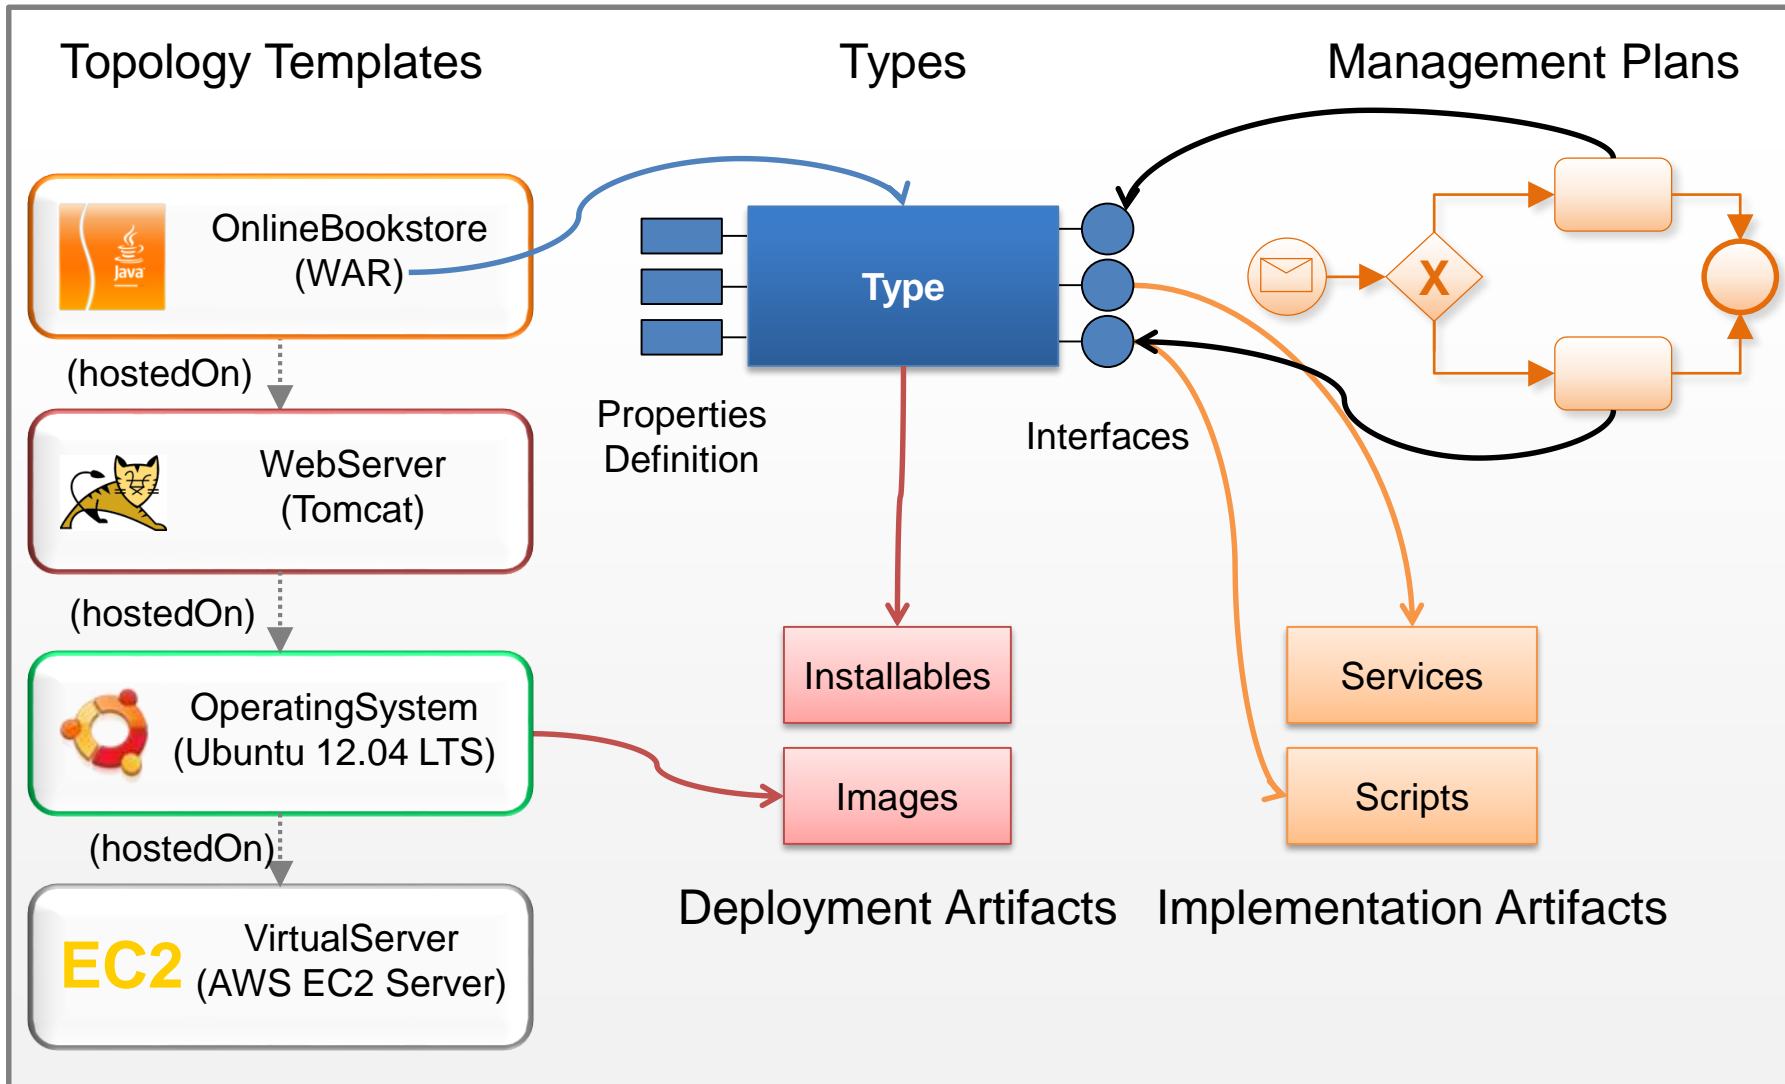 Topology Templates
Types
Management Plans
Java
OnlineBookstore
(WAR)
Type
X
(hostedOn)
Properties
Definition
Interfaces
WebServer
(Tomcat)
(hostedOn)
OperatingSystem
(Ubuntu 12.04 LTS)
Installables
Services
Images
Scripts
(hostedOn)
Deployment Artifacts
Implementation Artifacts
EC2
VirtualServer
(AWS EC2 Server)